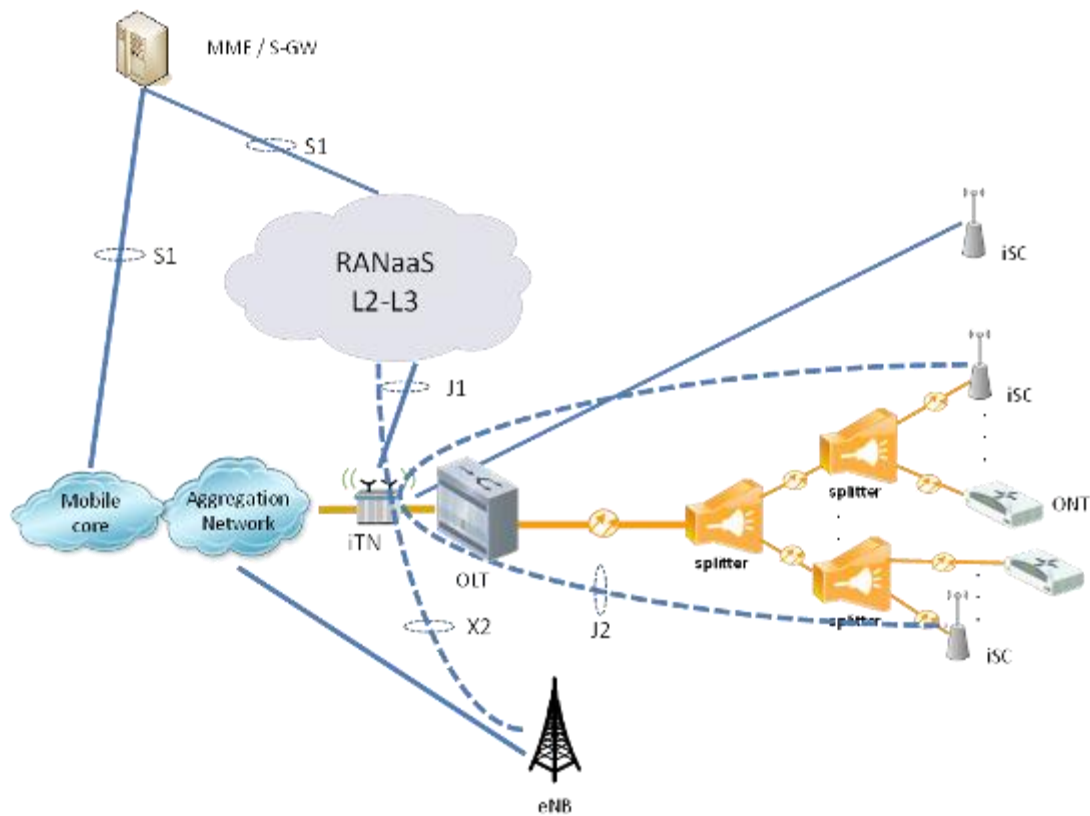 MME / S-GW
S1
S1
RANaaS
L2-L3
iSC
J1
iSC
Mobile
core
Aggregation
Network
iTN
OLT
splitter
splitter
ONT
splitter
X2
J2
iSC
eNB